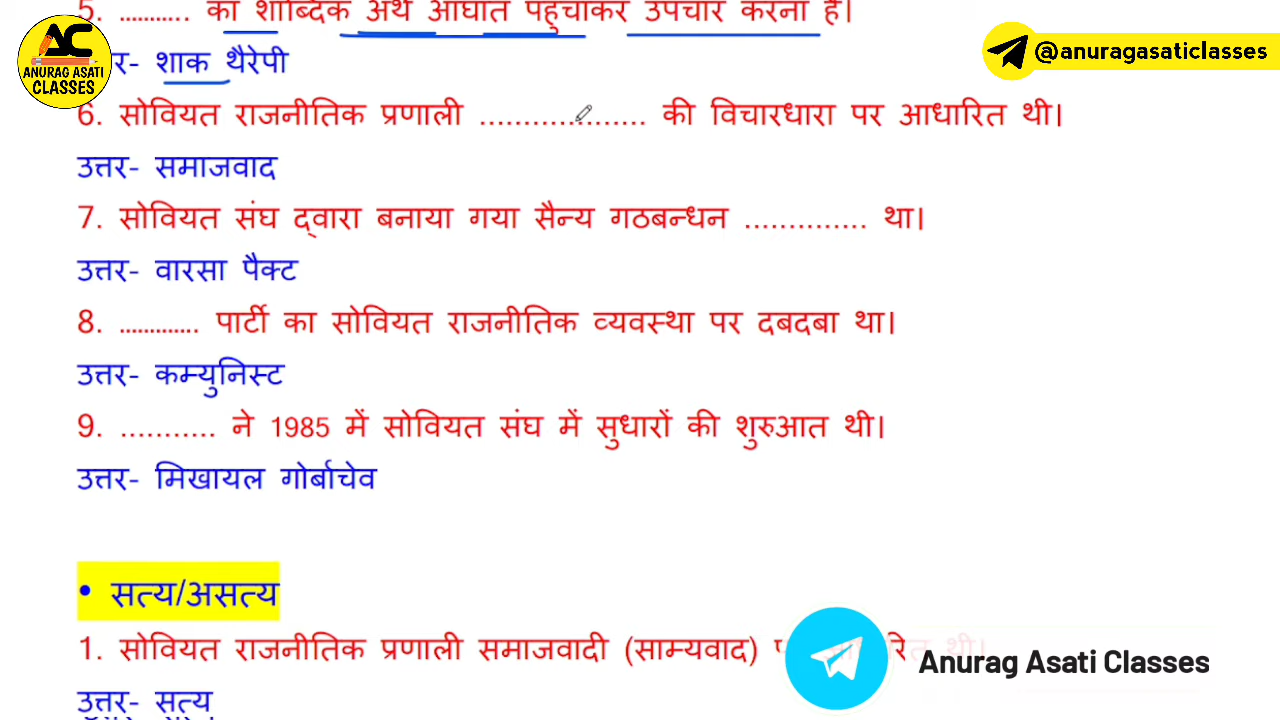 5. ........... का शाब्दिक अर्थ आघात पहुंचाकर उपचार करना है।
AC
ANURAG ASATI
CLASSES
र- शाक थैरेपी
@anuragasaticlasses
6. सोवियत राजनीतिक प्रणाली ................... की विचारधारा पर आधारित थी।
उत्तर- समाजवाद
7. सोवियत संघ द्वारा बनाया गया सैन्य गठबन्धन .............. था।
उत्तर- वारसा पैक्ट
8. ............. पार्टी का सोवियत राजनीतिक व्यवस्था पर दबदबा था।
उत्तर- कम्युनिस्ट
9. ........... ने 1985 में सोवियत संघ में सुधारों की शुरुआत थी।
उत्तर- मिखायल गोर्बाचेव
• सत्य/असत्य
1. सोवियत राजनीतिक प्रणाली समाजवादी (साम्यवाद) थी।
Anurag Asati Classes
उत्तर- सत्य